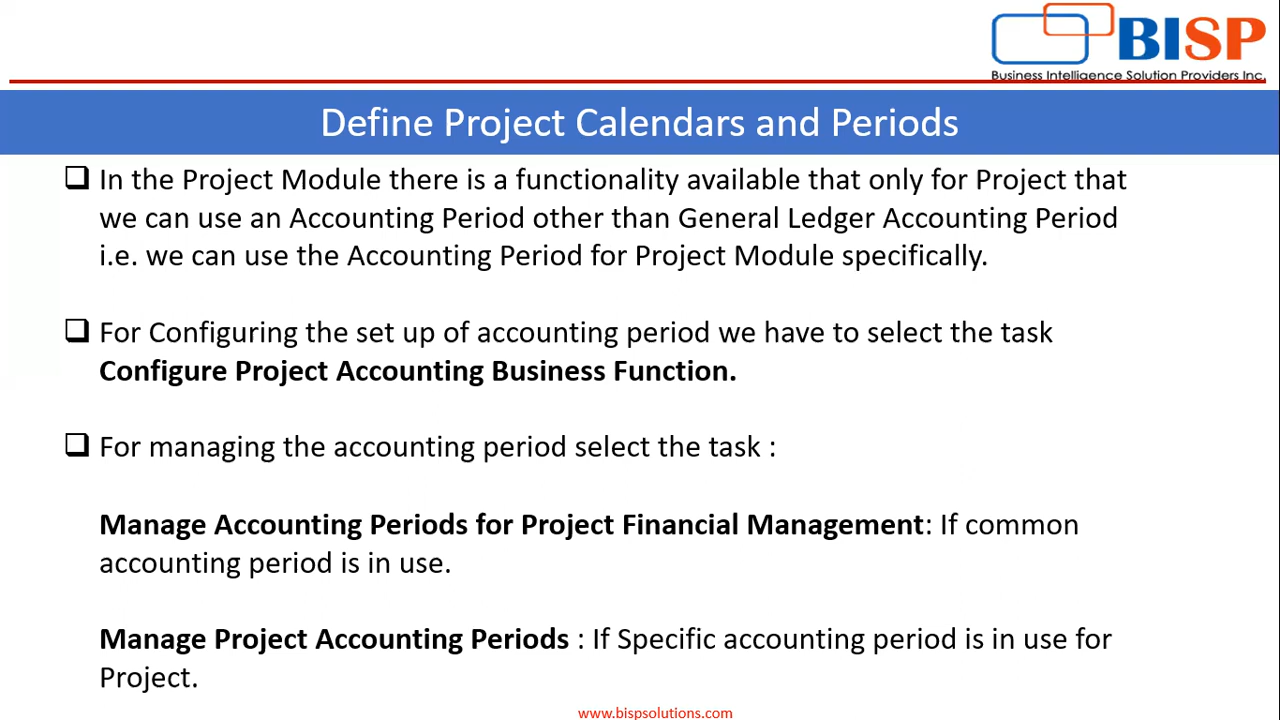 BISP
Business Intelligence Solution Providers Inc.
Define Project Calendars and Periods
In the Project Module there is a functionality available that only for Project that
we can use an Accounting Period other than General Ledger Accounting Period
i.e. we can use the Accounting Period for Project Module specifically.
For Configuring the set up of accounting period we have to select the task
Configure Project Accounting Business Function.
For managing the accounting period select the task :
Manage Accounting Periods for Project Financial Management: If common
accounting period is in use.
Manage Project Accounting Periods : If Specific accounting period is in use for
Project.
www.bispsolutions.com